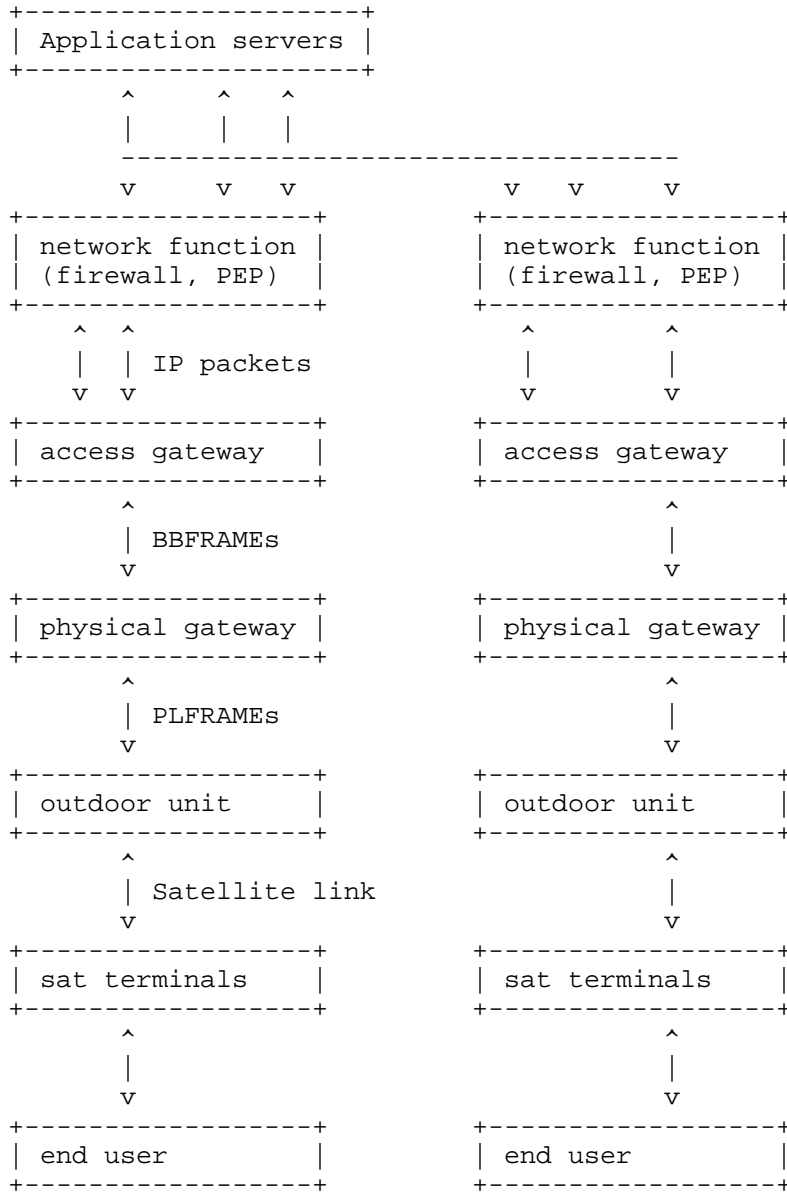 Application servers
network function network function
(firewall, PEP) (firewall, PEP)
IP packets
access gateway access gateway
BBFRAMEs
physical gateway physical gateway
PLFRAMEs
outdoor unit outdoor unit
Satellite link
sat terminals sat terminals
end user end user